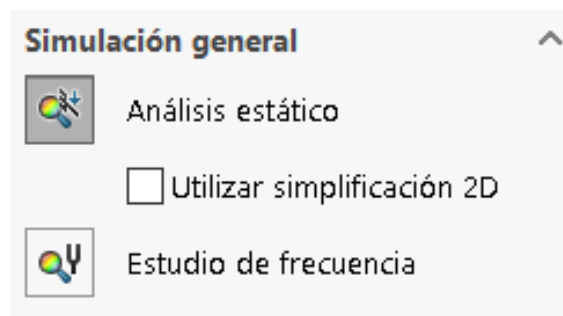 Simulación general
Análisis estático
Utilizar simplificación 2D
Estudio de frecuencia